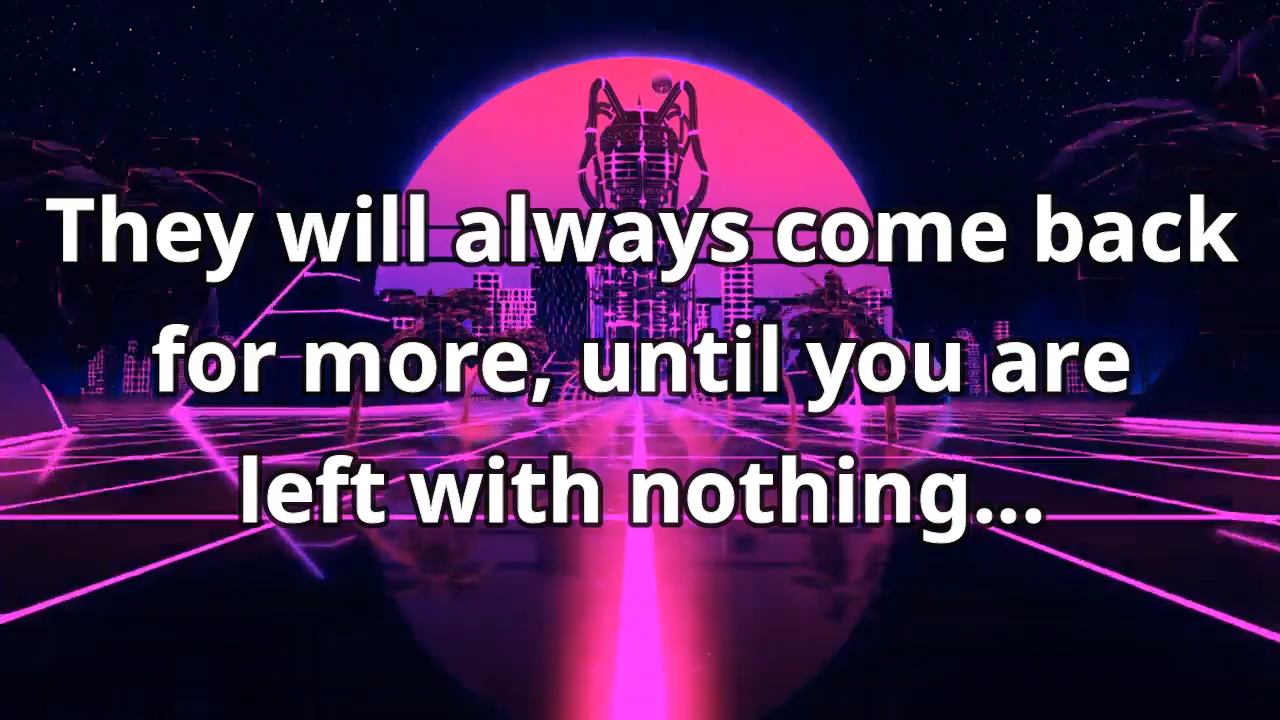 They will always come back
for more, until you are
left with nothing...